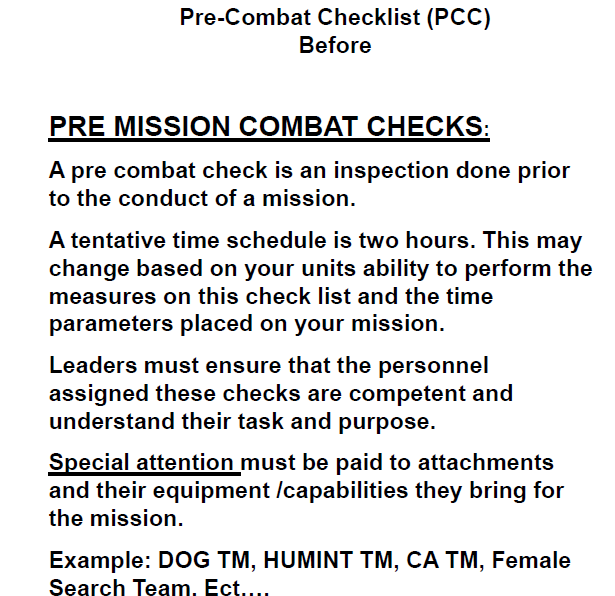 Pre-Combat Checklist (PCC)
Before
PRE MISSION COMBAT CHECKS:
A pre combat check is an inspection done prior
to the conduct of a mission.
A tentative time schedule is two hours. This may
change based on your units ability to perform the
measures on this check list and the time
parameters placed on your mission.
Leaders must ensure that the personnel
assigned these checks are competent and
understand their task and purpose.
Special attention must be paid to attachments
and their equipment /capabilities they bring for
the mission.
Example: DOG TM, HUMINT TM, CA TM, Female
Search Team. Ect….